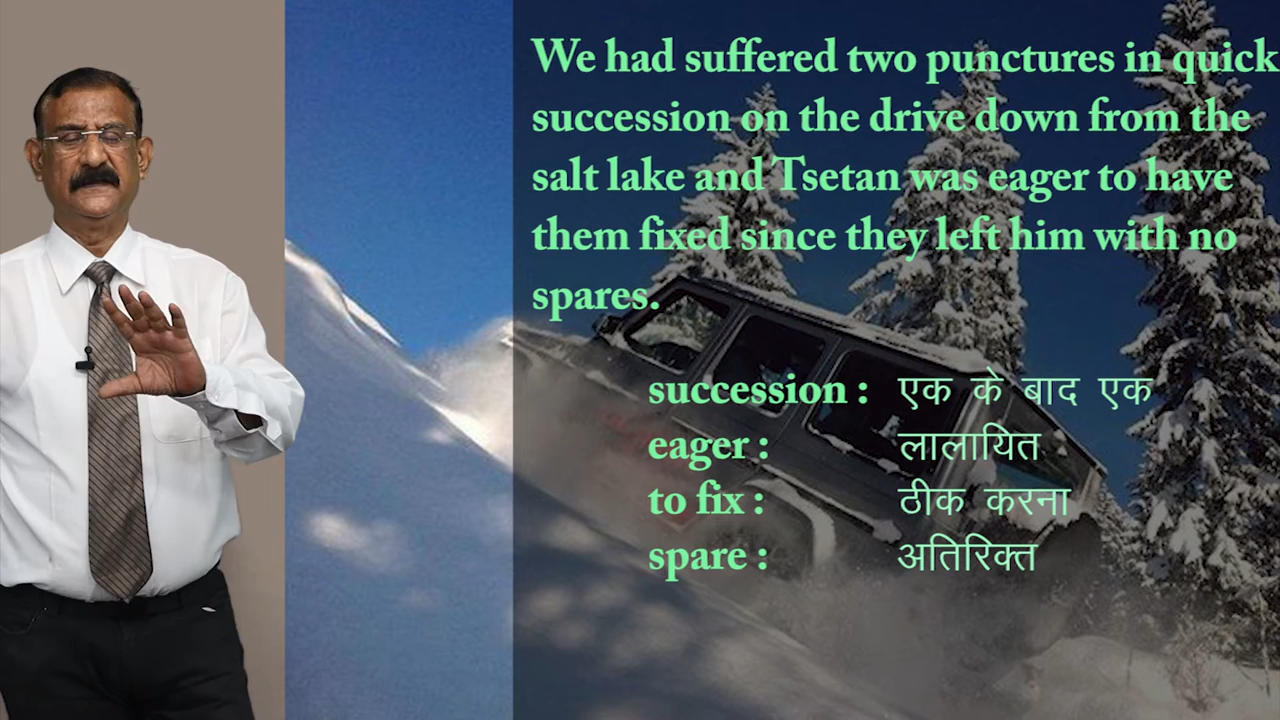 We had suffered two punctures in quick
succession on the drive down from the
salt lake and Tsetan was eager to have
them fixed since they left him with no
spares.
succession : एक के बाद एक
eager : लालायित
to fix : ठीक करना
spare : अतिरिक्त